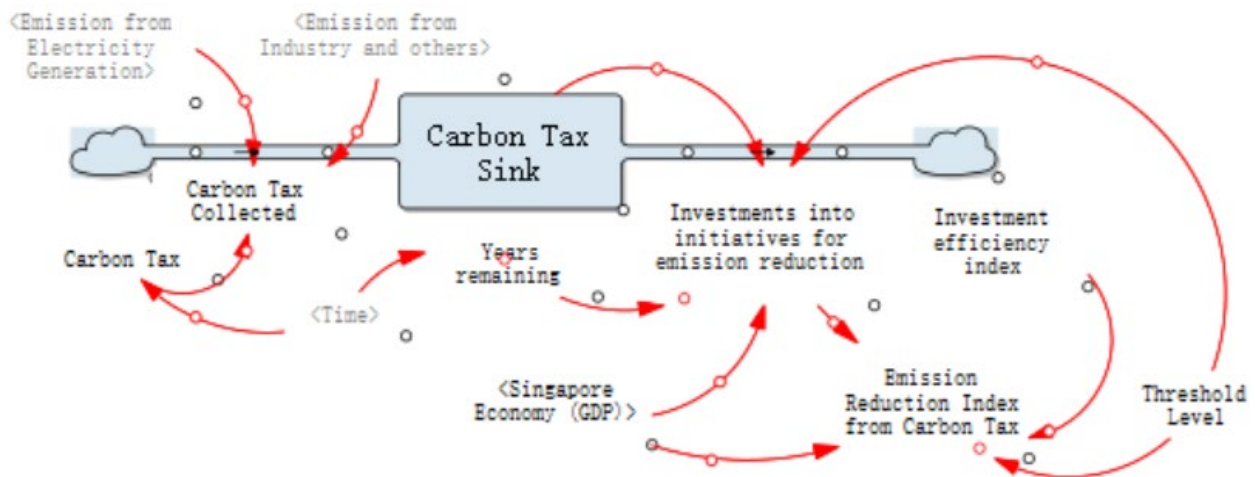 <Emission from
Electricity
Generation>
<Emission from
Industry and others>
Carbon Tax
Sink
Carbon Tax
Collected
Carbon Tax
<Time>
Years
remaining
Investments into
initiatives for
emission reduction
Investment
efficiency
index
<Singapore
Economy (GDP)>
Emission
Reduction Index
from Carbon Tax
Threshold
Level